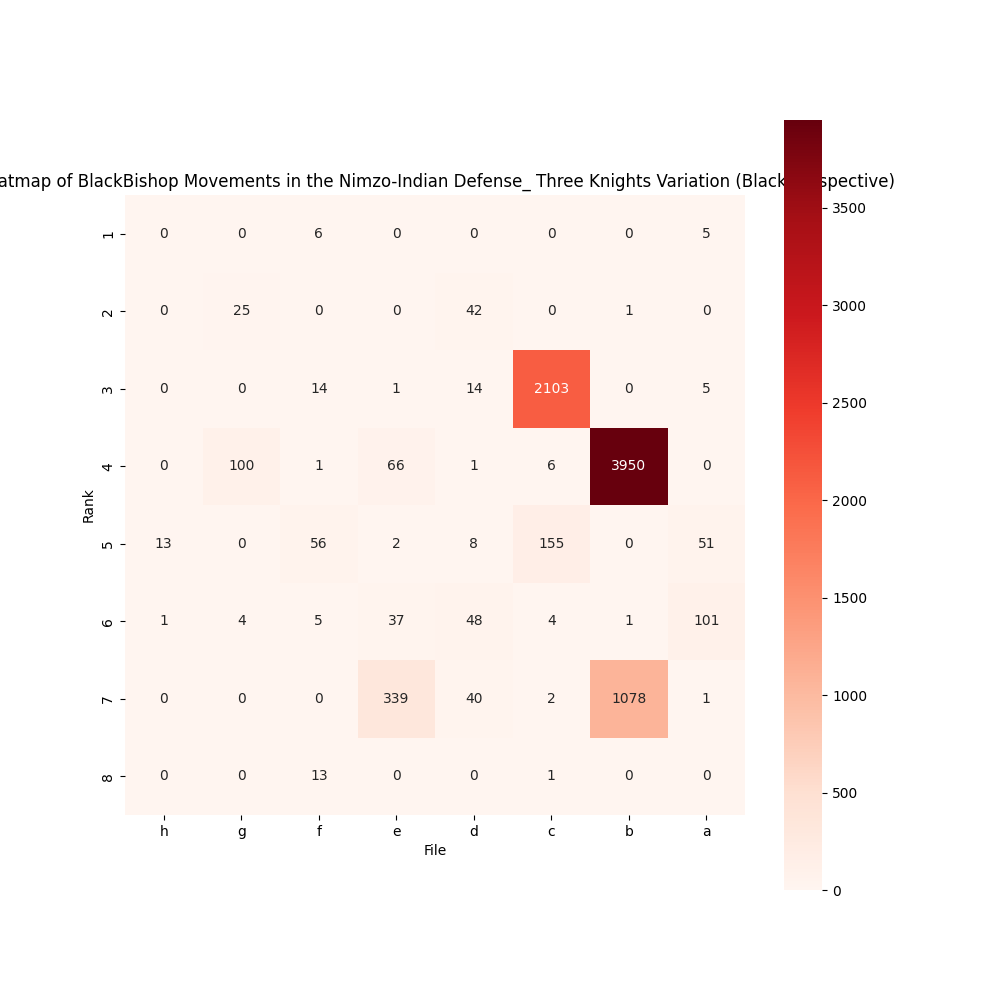 atmap of BlackBishop Movements in the Nimzo-Indian Defense_ Three Knights Variation (Black spective)
3500
1 0 0 6 0 0 0 0 5
2 0 25 0 0 42 0 1 0
3000
3 0 0 14 1 14 2103 0 5
2500
4 0 100 1 66 1 6 3950 0
Rank
2000
5 13 0 56 2 8 155 0 51
1500
6 1 4 5 37 48 4 1 101
1000
7 0 0 0 339 40 2 1078 1
8 0 0 13 0 0 1 0 0
500
h g f e d c b a
File
0